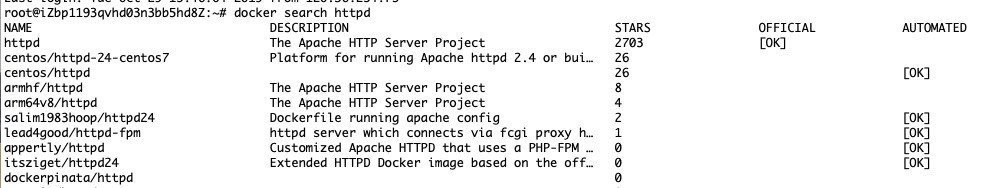 root@iZbp1193qvhd03n3bb5hd8Z:~# docker search httpd
NAME DESCRIPTION STARS OFFICIAL AUTOMATED
httpd The Apache HTTP Server Project 2703 [OK]
centos/httpd-24-centos7 Platform for running Apache httpd 2.4 or bui… 26
centos/httpd 26 [OK]
armhf/httpd The Apache HTTP Server Project 8
arm64v8/httpd The Apache HTTP Server Project 4
salim1983hoop/httpd24 Dockerfile running apache config 2 [OK]
lead4good/httpd-fpm httpd server which connects via fcgi proxy h… 1 [OK]
appertly/httpd Customized Apache HTTPD that uses a PHP-FPM … 0 [OK]
itsziget/httpd24 Extended HTTPD Docker image based on the off… 0 [OK]
dockerpinata/httpd 0